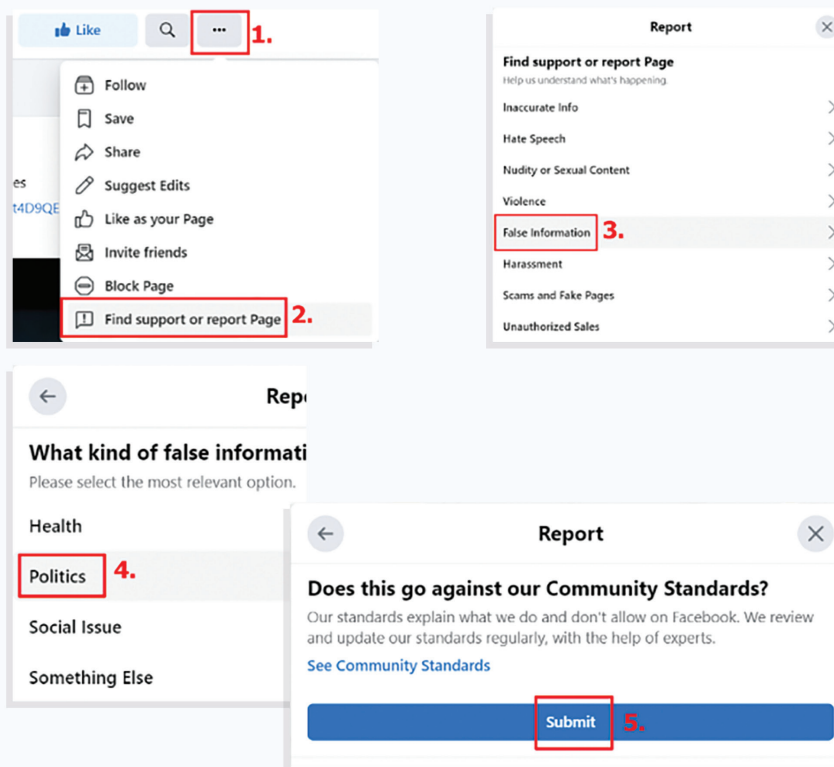 Like
••• 1.
Follow
Save
Share
Suggest Edits
Like as your Page
Invite friends
Block Page
Find support or report Page 2.
es
t4D9QE
Report
Find support or report Page
Help us understand what's happening.
Inaccurate Info
Hate Speech
Nudity or Sexual Content
Violence
False Information 3.
Harassment
Scams and Fake Pages
Unauthorized Sales
Repo
What kind of false informati
Please select the most relevant option.
Health
Politics 4.
Social Issue
Something Else
Report
Does this go against our Community Standards?
Our standards explain what we do and don't allow on Facebook. We review
and update our standards regularly, with the help of experts.
See Community Standards
Submit 5.